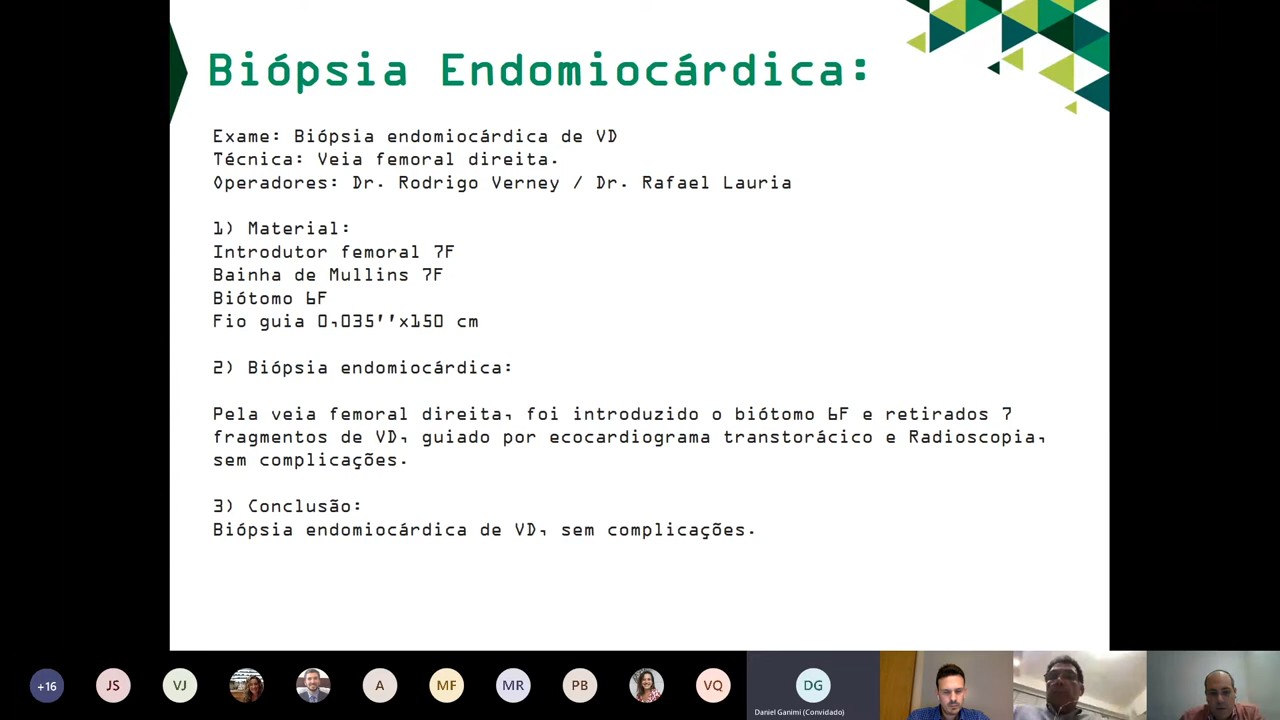 Biópsia Endomiocárdica:
Exame: Biópsia endomiocárdica de VD
Técnica: Veia femoral direita.
Operadores: Dr. Rodrigo Verney / Dr. Rafael Lauria
1) Material:
Introdutor femoral 7F
Bainha de Mullins 7F
Biótomo 6F
Fio guia 0,035''x150 cm
2) Biópsia endomiocárdica:
Pela veia femoral direita, foi introduzido o biótomo 6F e retirados 7
fragmentos de VD, guiado por ecocardiograma transtorácico e Radioscopia,
sem complicações.
3) Conclusão:
Biópsia endomiocárdica de VD, sem complicações.
+16 JS VJ A MF MR PB VQ DG
Daniel Ganimi (Convidado)